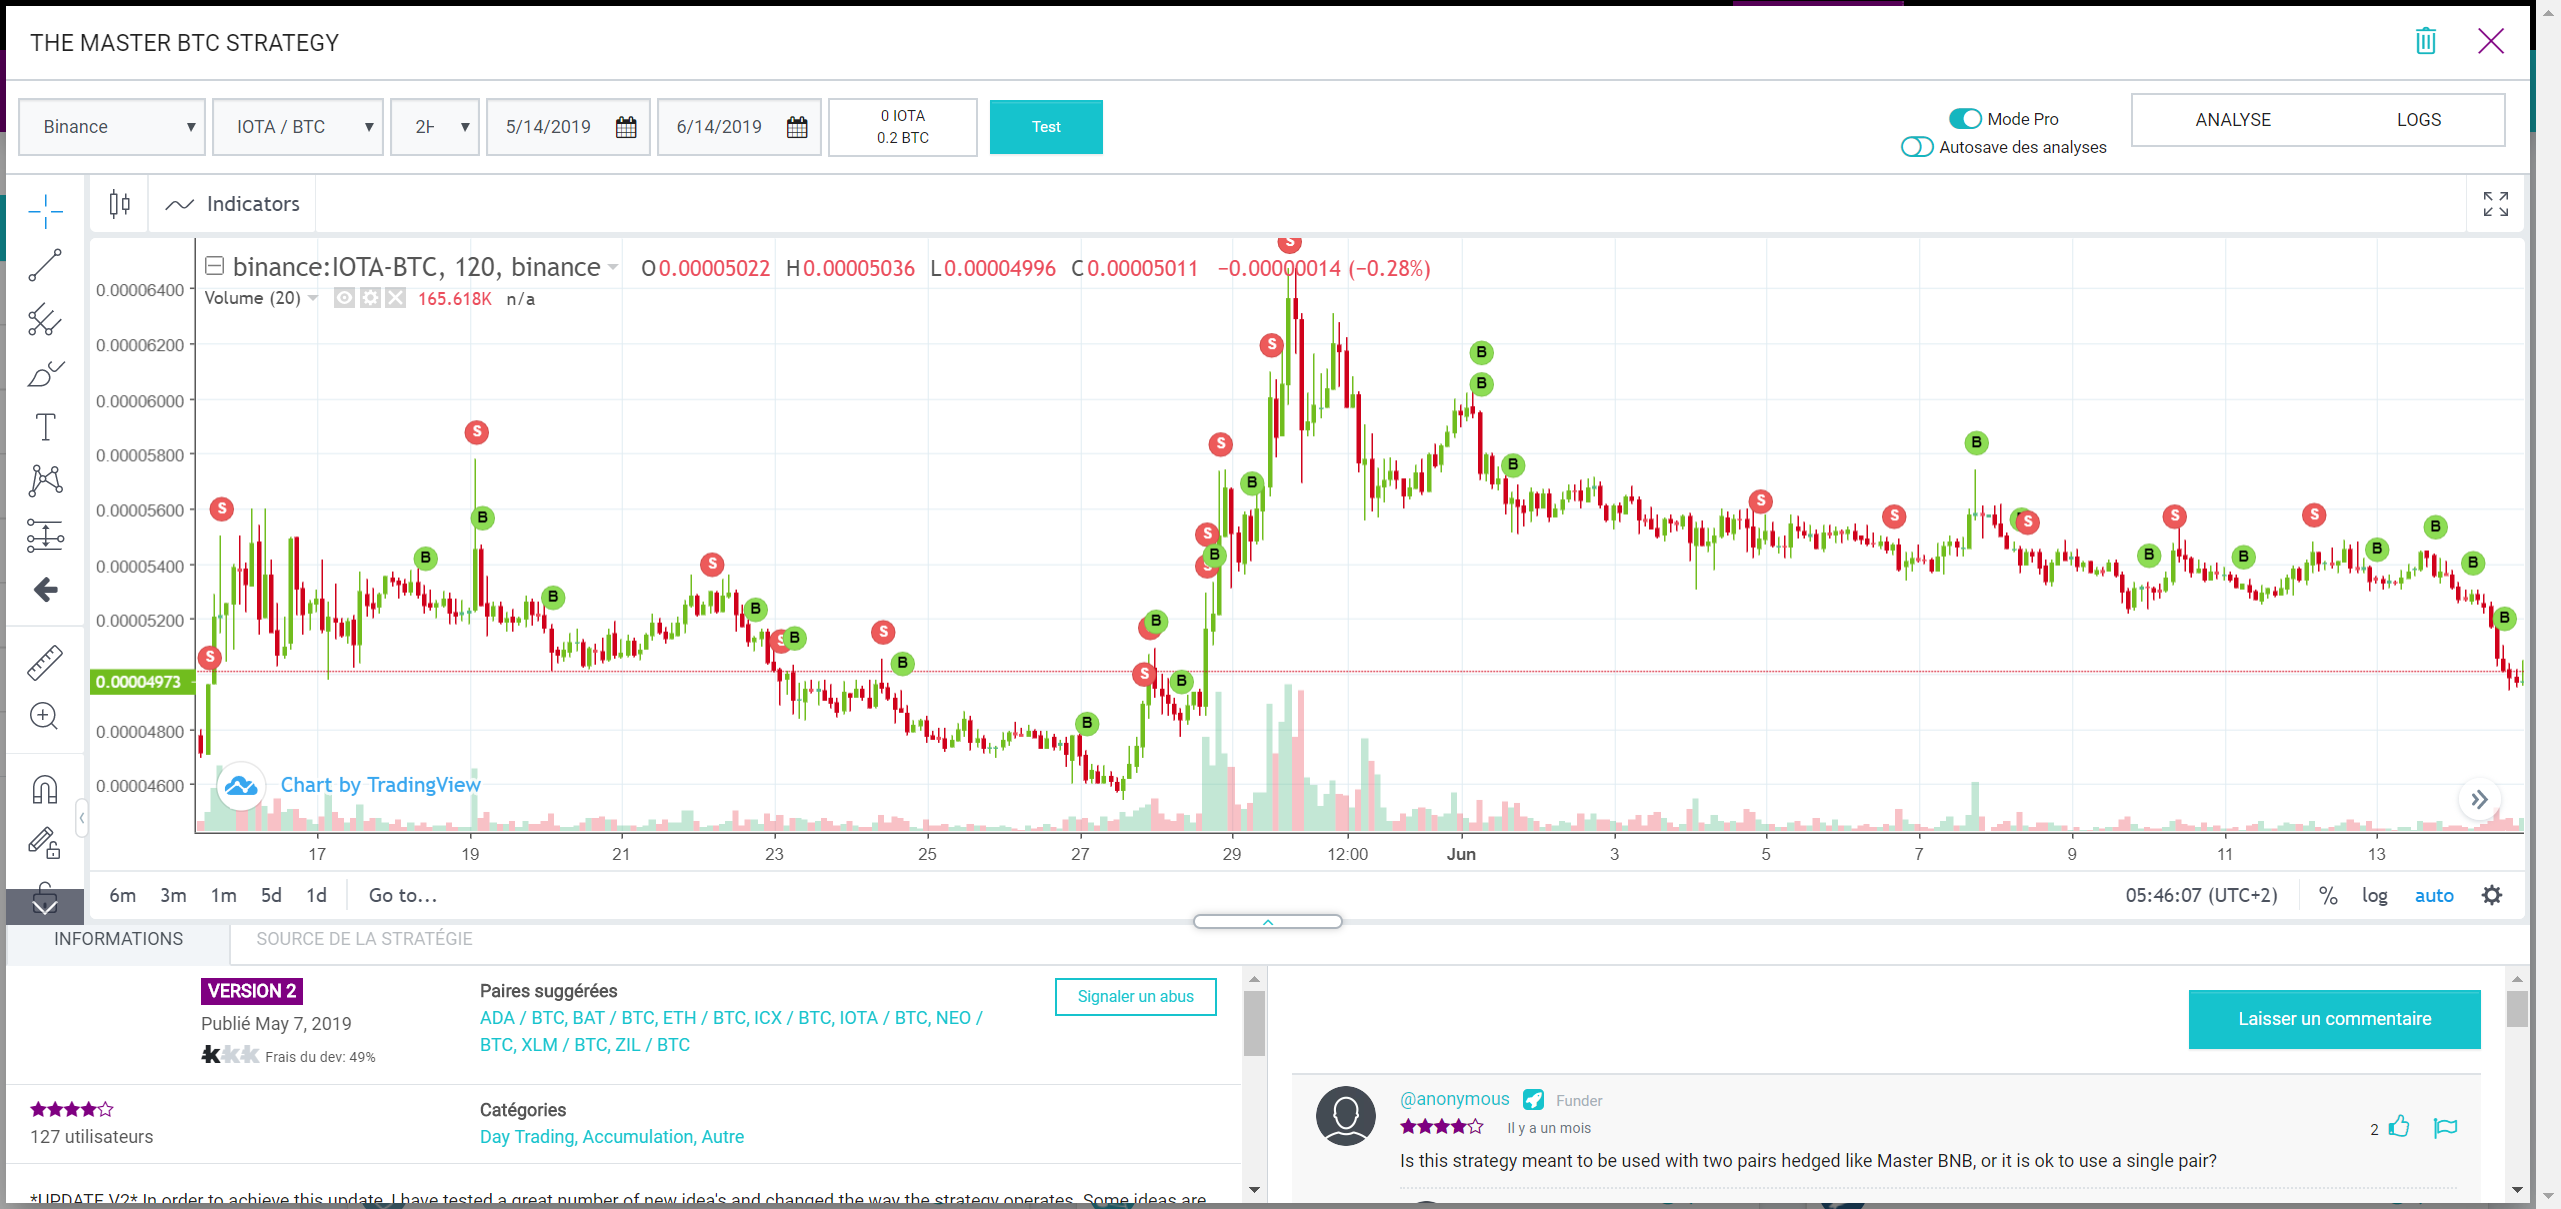 THE MASTER BTC STRATEGY
Binance
IOTA / BTC
5/14/2019
6/14/2019
0 IOTA
0.2 BTC
Test
Mode Pro
Autosave des analyses
ANALYSE
LOGS
Indicators
binance:IOTA-BTC, 120, binance O0.00005022 H0.00005036 L0.00004996 C0.00005011 −0.00000014 (−0.28%)
Volume (20) 165.618K n/a
0.00006400
0.00006200
0.00006000
0.00005800
0.00005600
0.00005400
0.00005200
0.00004973
0.00004800
0.00004600
Chart by TradingView
17 19 21 23 25 27 29 12:00 Jun 3 5 7 9 11 13
6m 3m 1m 5d 1d Go to...
05:46:07 (UTC+2) % log auto
INFORMATIONS
SOURCE DE LA STRATÉGIE
VERSION 2
Publié May 7, 2019
Frais du dev: 49%
Paires suggérées
ADA / BTC, BAT / BTC, ETH / BTC, ICX / BTC, IOTA / BTC, NEO /
BTC, XLM / BTC, ZIL / BTC
Signaler un abus
127 utilisateurs
Catégories
Day Trading, Accumulation, Autre
*UPDATE V2* In order to achieve this update, I have tested a great number of new idea's and changed the way the strategy operates. Some ideas are
Laisser un commentaire
@anonymous Funder
Il y a un mois
2
Is this strategy meant to be used with two pairs hedged like Master BNB, or it is ok to use a single pair?